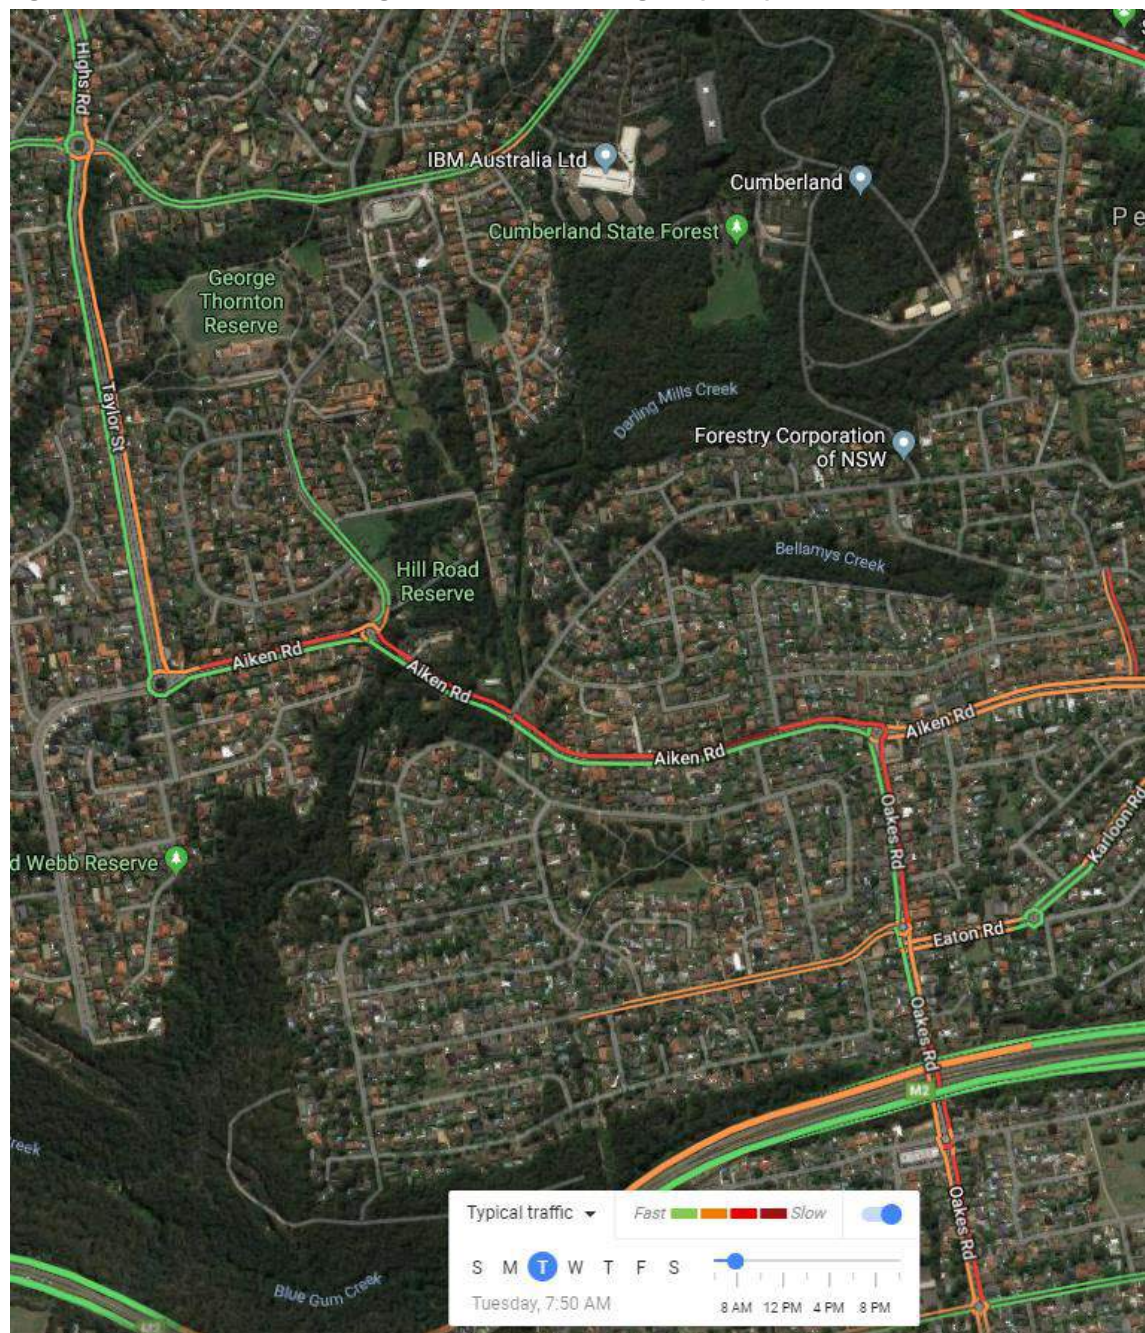 Highs Rd
IBM Australia Ltd
Cumberland
Pe
Cumberland State Forest
George
Thornton
Reserve
Taylor St
Darling Mills Creek
Forestry Corporation
of NSW
Bellamys Creek
Hill Road
Reserve
Aiken Rd
Aiken Rd
Aiken Rd
Aiken Rd
Oakes Rd
Karloon Rd
d Webb Reserve
Eaton Rd
Oakes Rd
M2
reek
Oakes Rd
Blue Gum Creek
M2
Typical traffic
Fast
Slow
S M T W T F S
Tuesday, 7:50 AM
8 AM 12 PM 4 PM 8 PM